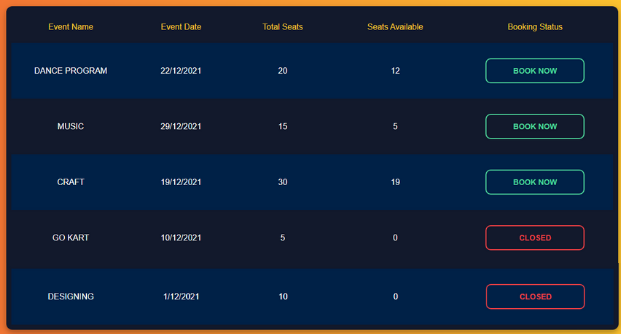 Event Name Event Date Total Seats Seats Available Booking Status
DANCE PROGRAM 22/12/2021 20 12 BOOK NOW
MUSIC 29/12/2021 15 5 BOOK NOW
CRAFT 19/12/2021 30 19 BOOK NOW
GO KART 10/12/2021 5 0 CLOSED
DESIGNING 1/12/2021 10 0 CLOSED